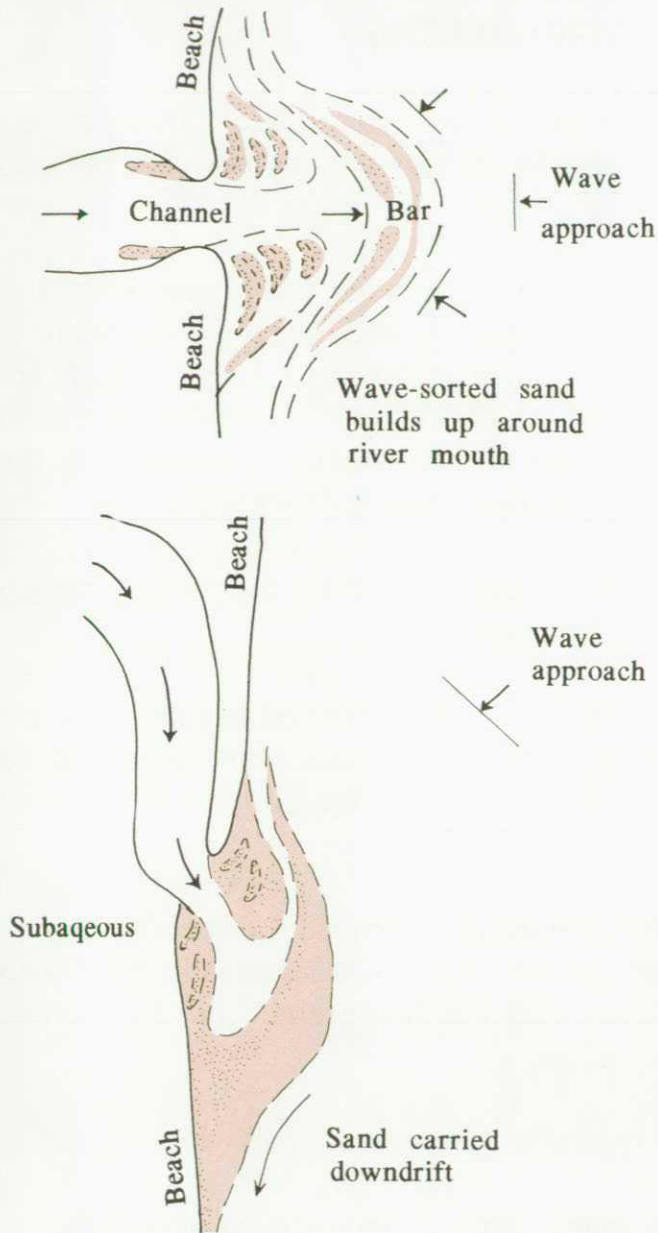 Beach
Channel
Bar
Wave
approach
Beach
Wave-sorted sand
builds up around
river mouth
Beach
Wave
approach
Subaqeous
Beach
Sand carried
downdrift